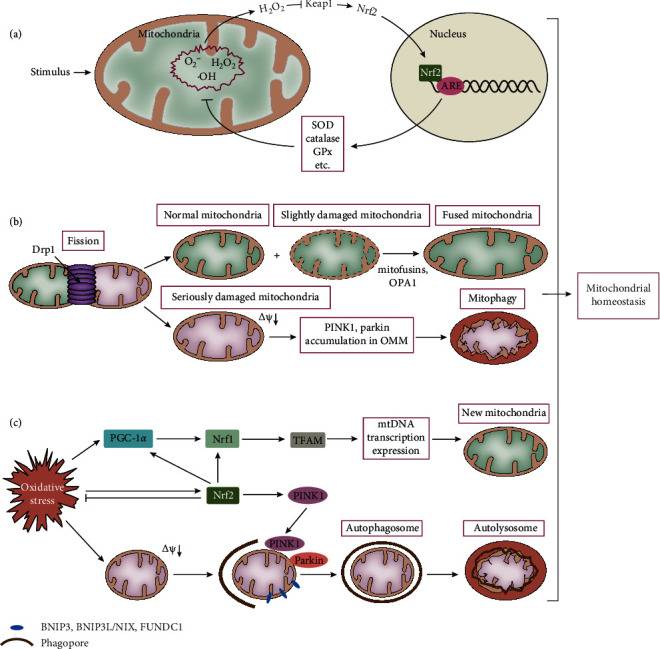 (a)
Mitochondria
H₂O₂
Keap1
Nrf2
Nucleus
O₂⁻ H₂O₂
·OH
Stimulus
Nrf2
ARE
SOD
catalase
GPx
etc.
(b)
Fission
Drp1
Normal mitochondria
Slightly damaged mitochondria
Fused mitochondria
+
mitofusins,
OPA1
Seriously damaged mitochondria
Δψ
PINK1, parkin
accumulation in OMM
Mitophagy
Mitochondrial
homeostasis
(c)
PGC-1α
Nrf1
TFAM
mtDNA
transcription
expression
New mitochondria
Oxidative
stress
Nrf2
PINK1
Δψ
PINK1
Parkin
Autophagosome
Autolysosome
BNIP3, BNIP3L/NIX, FUNDC1
Phagopore